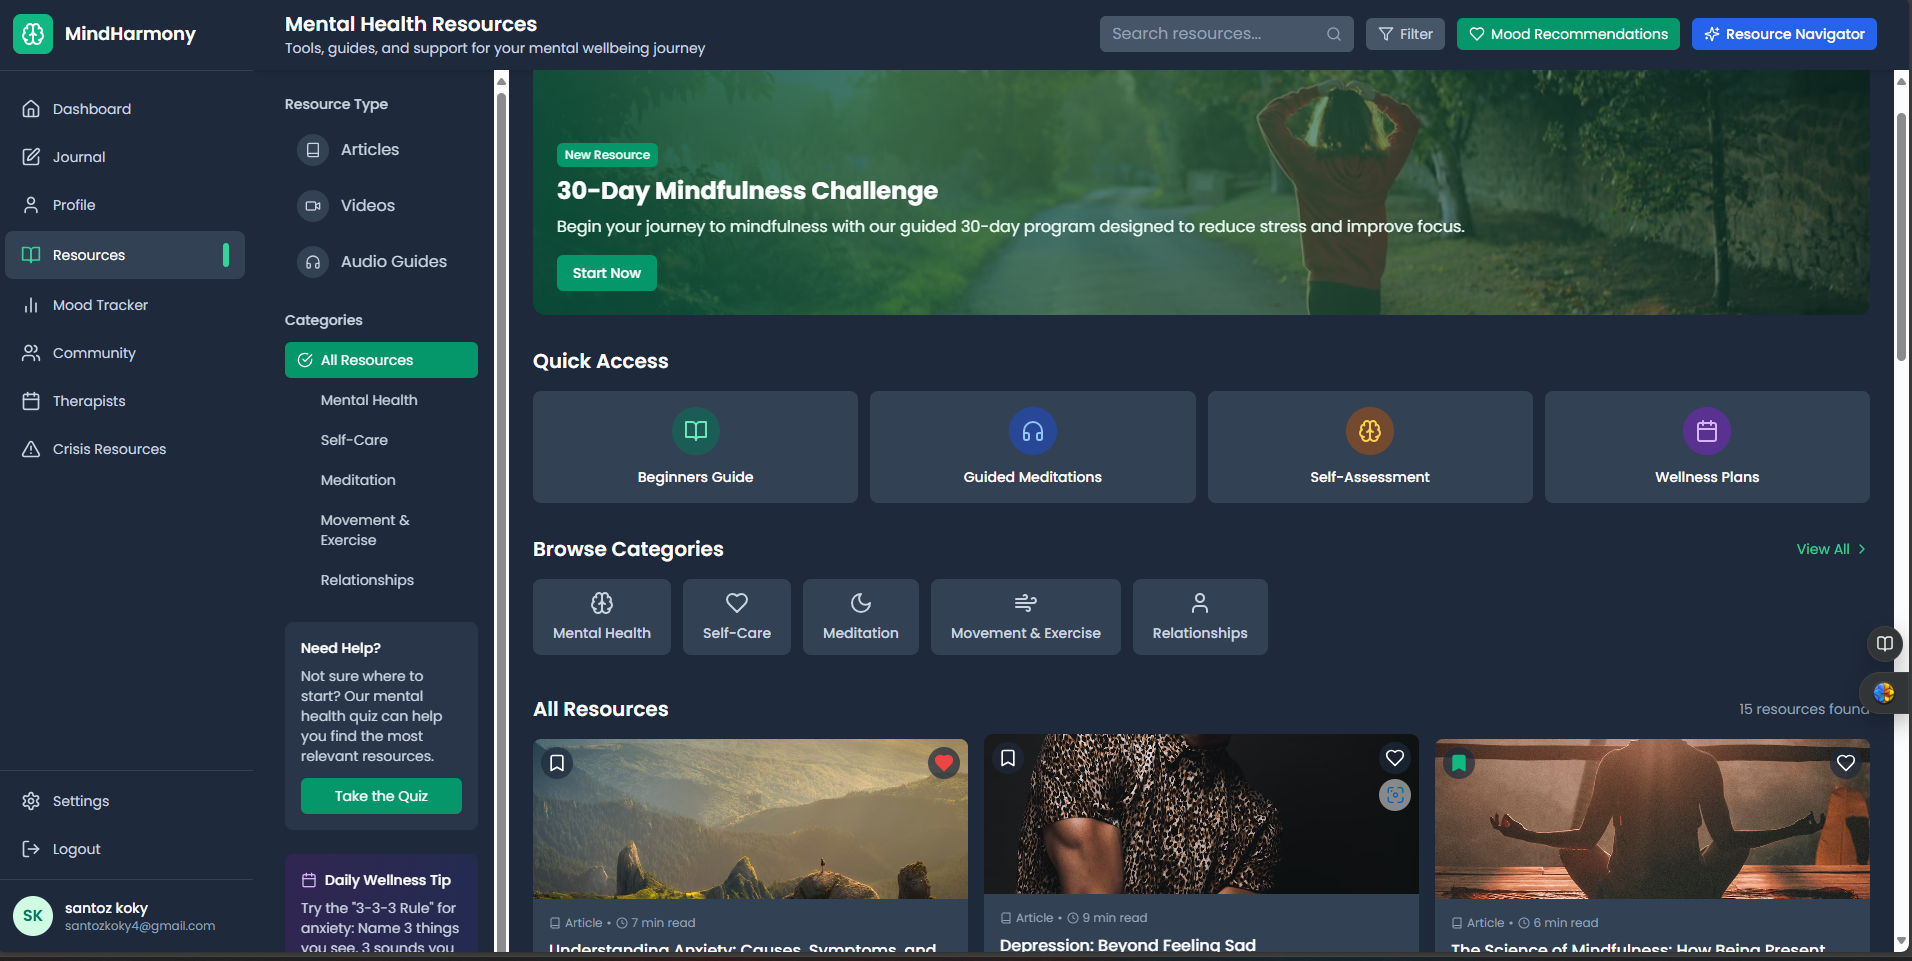 MindHarmony
Dashboard
Journal
Profile
Resources
Mood Tracker
Community
Therapists
Crisis Resources
Settings
Logout
SK
santoz koky
santozkoky4@gmail.com
Mental Health Resources
Tools, guides, and support for your mental wellbeing journey
Search resources...
Filter
Mood Recommendations
Resource Navigator
Resource Type
Articles
Videos
Audio Guides
Categories
All Resources
Mental Health
Self-Care
Meditation
Movement &
Exercise
Relationships
Need Help?
Not sure where to
start? Our mental
health quiz can help
you find the most
relevant resources.
Take the Quiz
Daily Wellness Tip
Try the "3-3-3 Rule" for
anxiety: Name 3 things
you see, 3 sounds you
New Resource
30-Day Mindfulness Challenge
Begin your journey to mindfulness with our guided 30-day program designed to reduce stress and improve focus.
Start Now
Quick Access
Beginners Guide
Guided Meditations
Self-Assessment
Wellness Plans
Browse Categories
View All
Mental Health
Self-Care
Meditation
Movement & Exercise
Relationships
All Resources
15 resources found
Article • 7 min read
Understanding Anxiety: Causes, Symptoms, and
Article • 9 min read
Depression: Beyond Feeling Sad
Article • 6 min read
The Science of Mindfulness: How Being Present